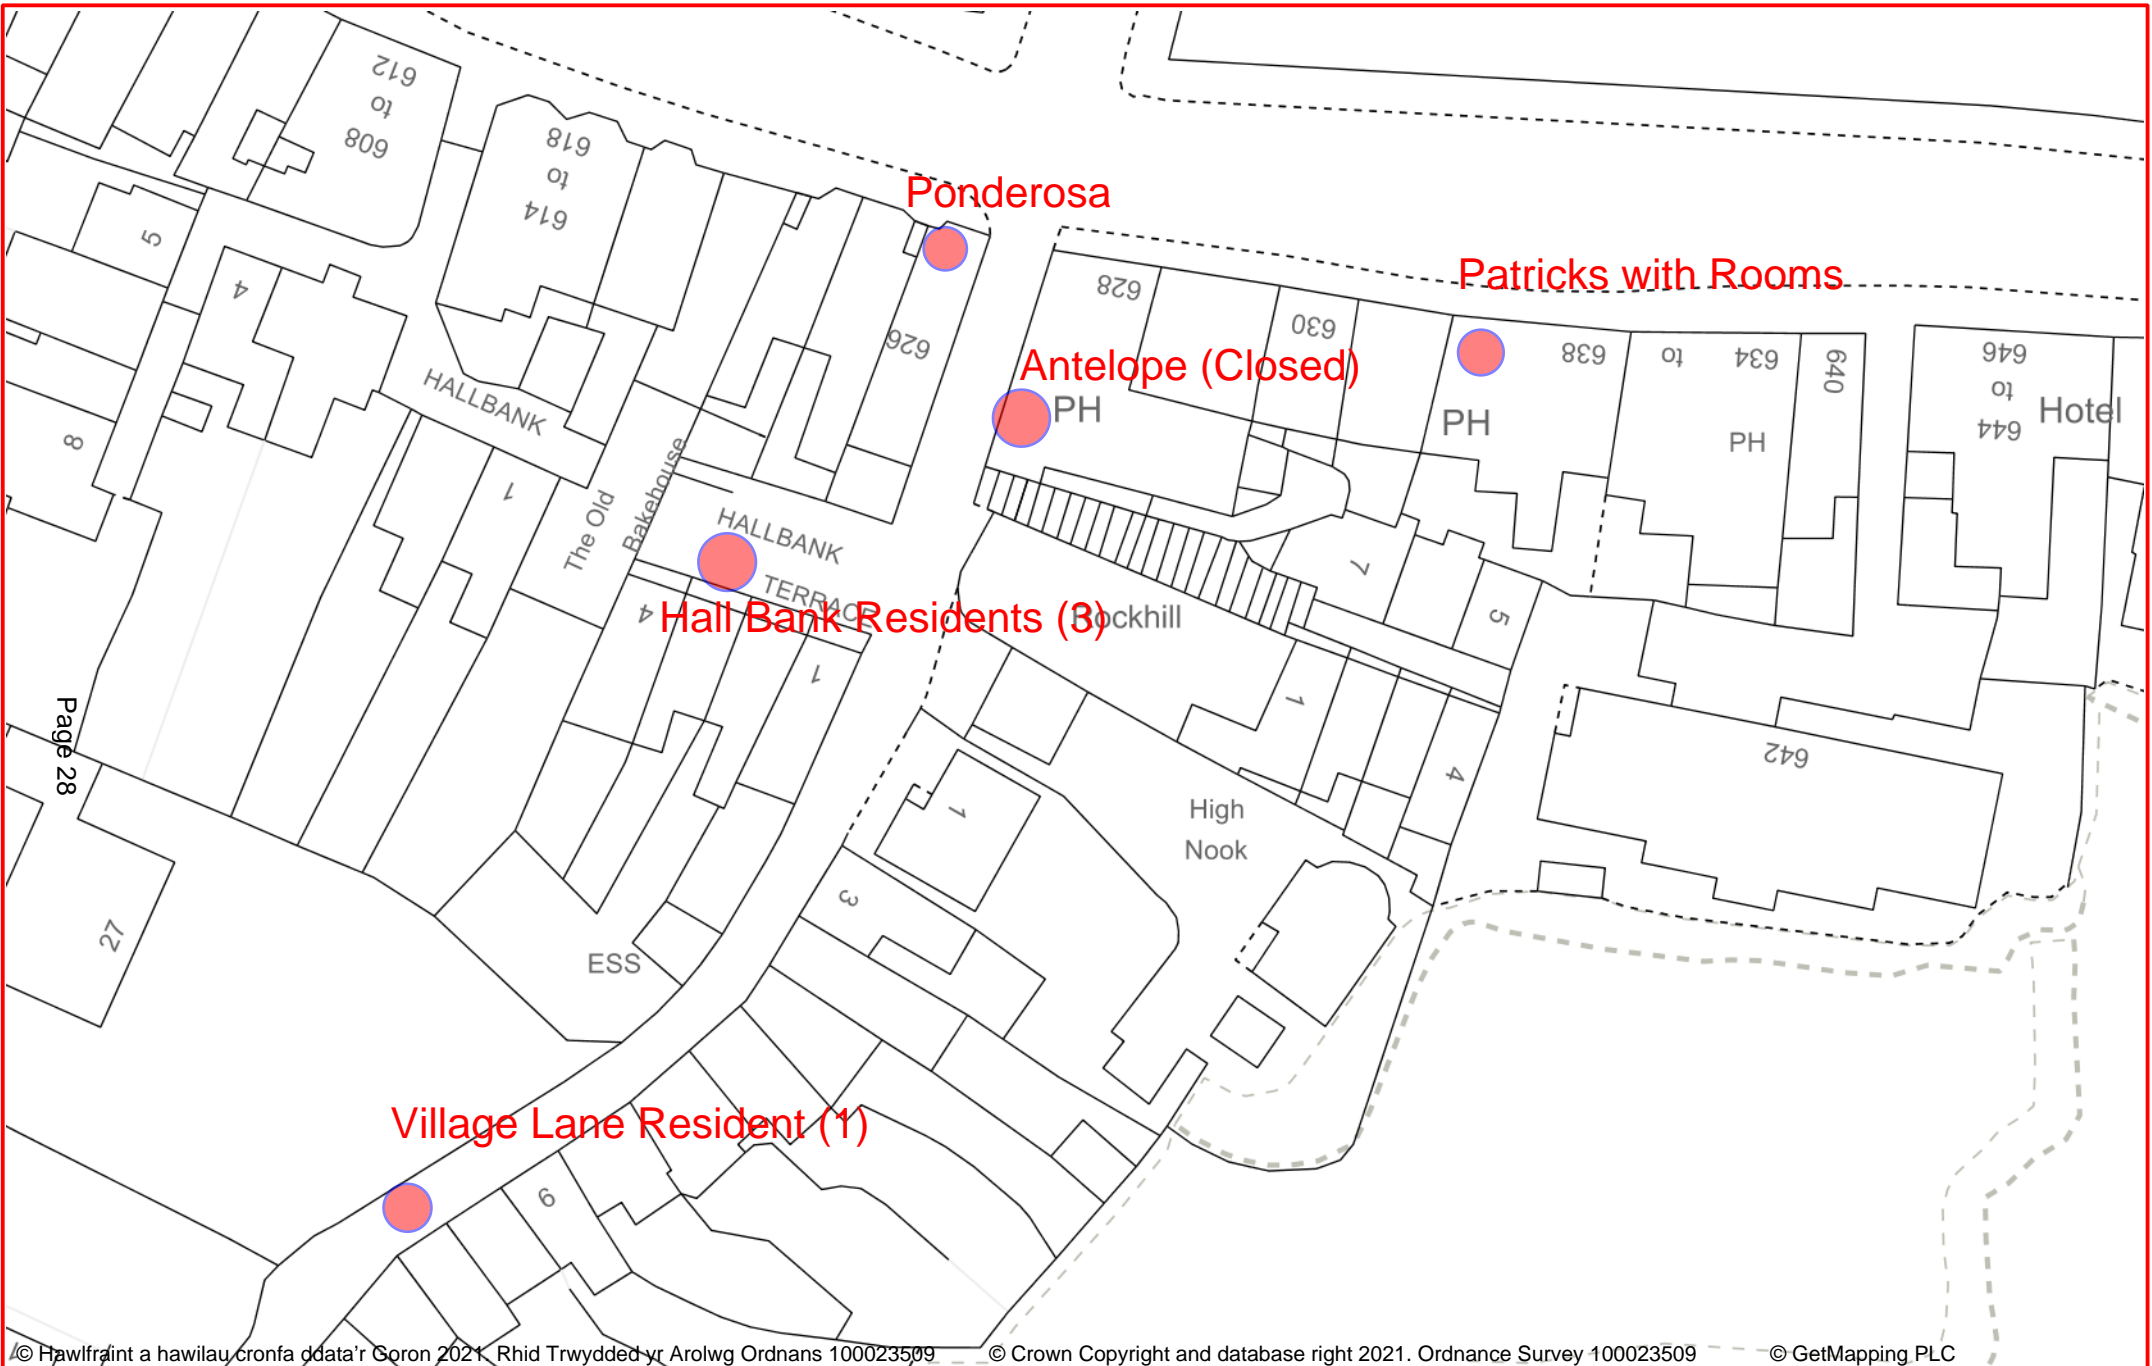 612
to
608
618
to
614
Ponderosa
5
4
628
Patricks with Rooms
630
626
638
to
634
640
646
to
644
Antelope (Closed)
PH
PH
PH
Hotel
HALLBANK
8
1
The Old
Bakehouse
HALLBANK
TERRACE
7
5
4
Hall Bank Residents (3)
Rockhill
1
1
Page 28
642
4
1
High
Nook
3
27
ESS
Village Lane Resident (1)
6
© Hawlfraint a hawilau cronfa ddata'r Goron 2021. Rhid Trwydded yr Arolwg Ordnans 100023509 © Crown Copyright and database right 2021. Ordnance Survey 100023509 © GetMapping PLC